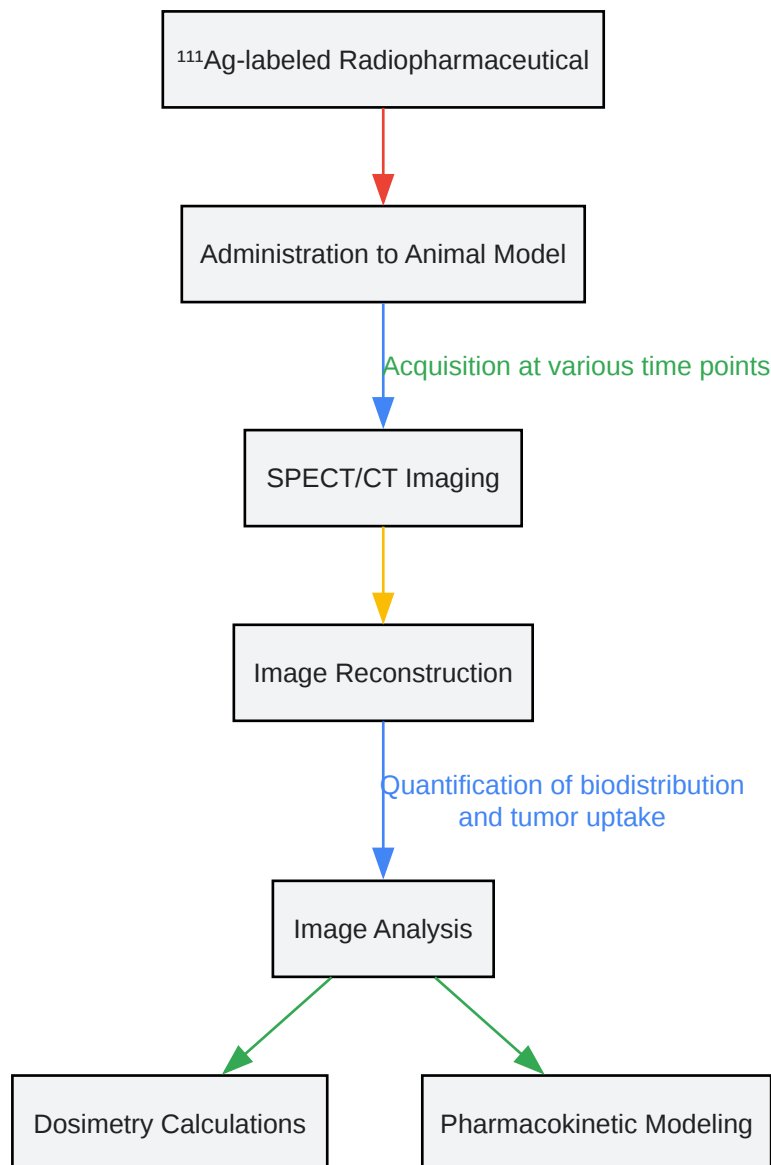 ¹¹¹Ag-labeled Radiopharmaceutical
Administration to Animal Model
Acquisition at various time points
SPECT/CT Imaging
Image Reconstruction
Quantification of biodistribution
and tumor uptake
Image Analysis
Dosimetry Calculations
Pharmacokinetic Modeling